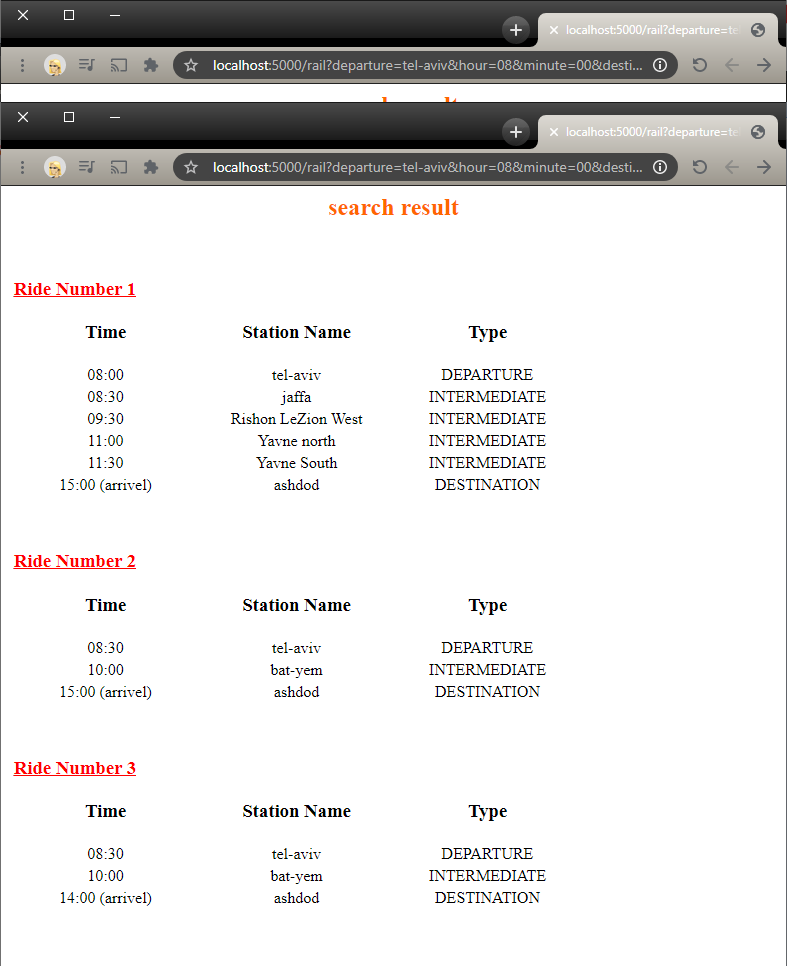 localhost:5000/rail?departure=te
localhost:5000/rail?departure=tel-aviv&hour=08&minute=00&desti...
localhost:5000/rail?departure=te
localhost:5000/rail?departure=tel-aviv&hour=08&minute=00&desti...
search result
Ride Number 1
Time Station Name Type
08:00 tel-aviv DEPARTURE
08:30 jaffa INTERMEDIATE
09:30 Rishon LeZion West INTERMEDIATE
11:00 Yavne north INTERMEDIATE
11:30 Yavne South INTERMEDIATE
15:00 (arrivel) ashdod DESTINATION
Ride Number 2
Time Station Name Type
08:30 tel-aviv DEPARTURE
10:00 bat-yem INTERMEDIATE
15:00 (arrivel) ashdod DESTINATION
Ride Number 3
Time Station Name Type
08:30 tel-aviv DEPARTURE
10:00 bat-yem INTERMEDIATE
14:00 (arrivel) ashdod DESTINATION